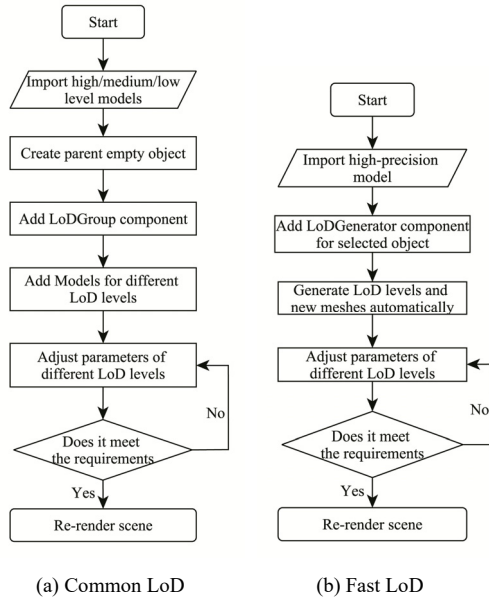 Start
Import high/medium/low
level models
Create parent empty object
Add LoDGroup component
Add Models for different
LoD levels
Adjust parameters of
different LoD levels
No
Does it meet
the requirements
Yes
Re-render scene
(a) Common LoD
Start
Import high-precision
model
Add LoDGenerator component
for selected object
Generate LoD levels and
new meshes automatically
Adjust parameters of
different LoD levels
No
Does it meet
the requirements
Yes
Re-render scene
(b) Fast LoD